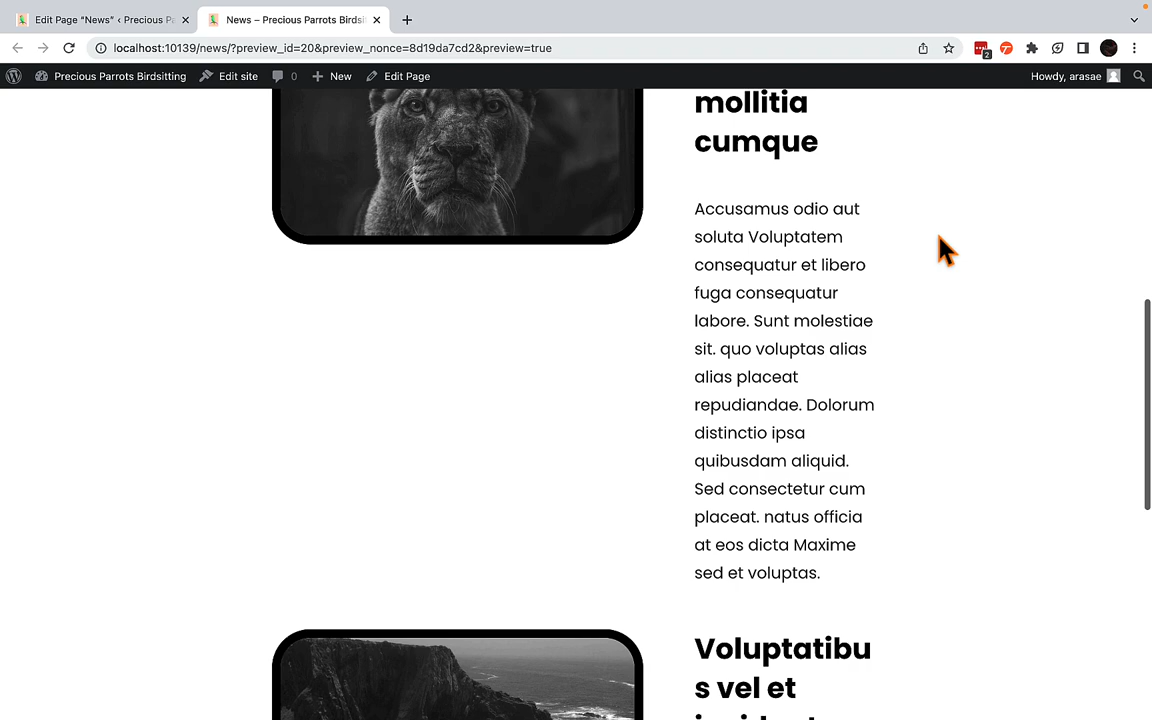 Edit Page “News” ‹ Precious P
News – Precious Parrots Birdsi
localhost:10139/news/?preview_id=20&preview_nonce=8d19da7cd2&preview=true
2
Precious Parrots Birdsitting
Edit site
0
New
Edit Page
Howdy, arasae
mollitia
cumque
Accusamus odio aut
soluta Voluptatem
consequatur et libero
fuga consequatur
labore. Sunt molestiae
sit. quo voluptas alias
alias placeat
repudiandae. Dolorum
distinctio ipsa
quibusdam aliquid.
Sed consectetur cum
placeat. natus officia
at eos dicta Maxime
sed et voluptas.
Voluptatibu
s vel et